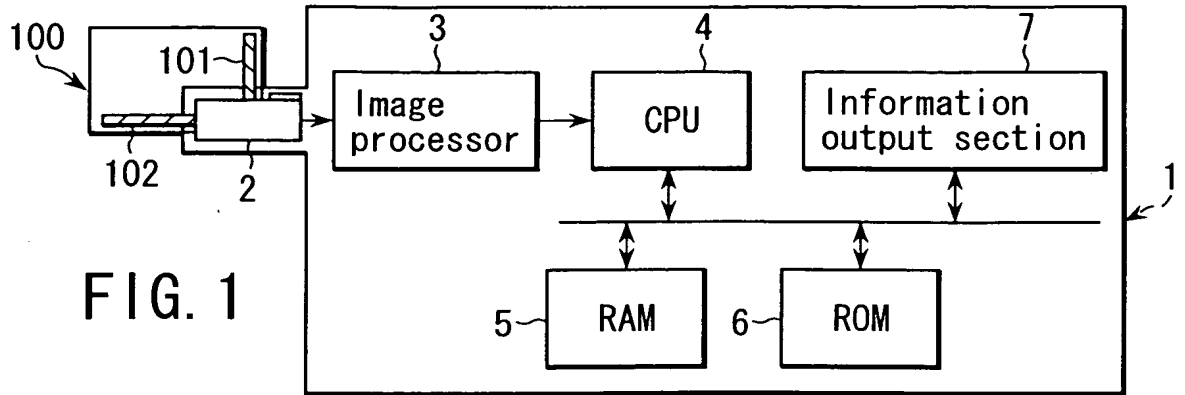 100
101
102
2
3
Image
processor
4
CPU
7
Information
output section
1
5
RAM
6
ROM
FIG. 1